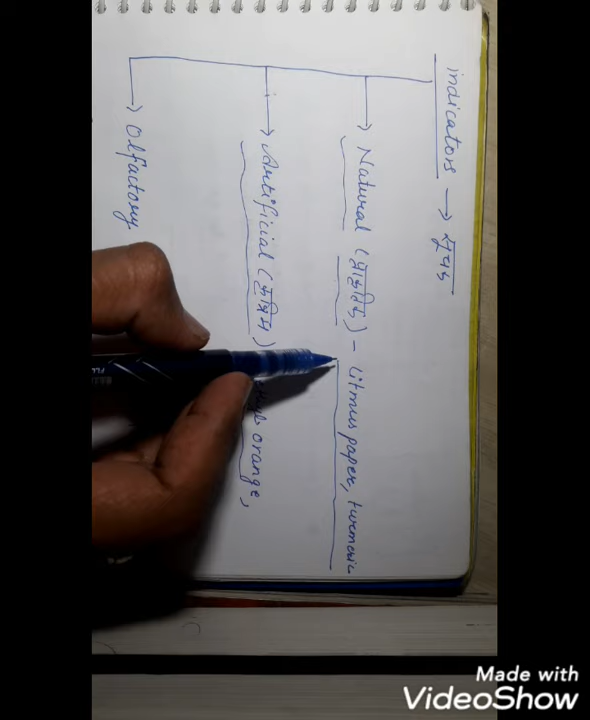 indicators → सूचक
→ Natural (प्राकृतिक) - litmus paper, turmeric
→ Artificial (कृत्रिम) orange,
→ Olfactory
Made with
VideoShow